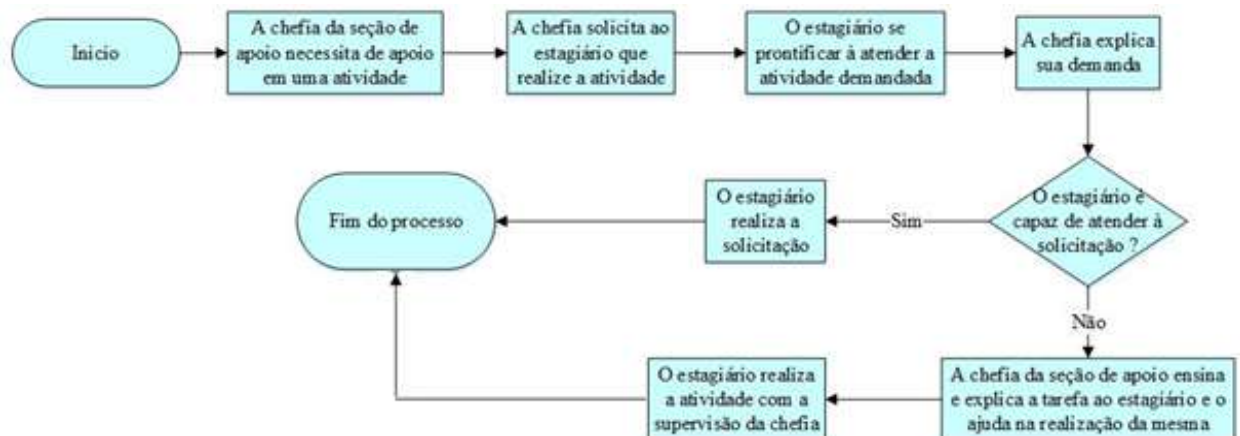 Inicio
A chefia da seção de
apoio necessita de apoio
em uma atividade
A chefia solicita ao
estagiário que
realize a atividade
O estagiário se
prontificar à atender a
atividade demandada
A chefia explica
sua demanda
O estagiário é
capaz de atender à
solicitação ?
Sim
O estagiário
realiza a
solicitação
Fim do processo
Não
A chefia da seção de apoio ensina
e explica a tarefa ao estagiário e o
ajuda na realização da mesma
O estagiário realiza
a atividade com a
supervisão da chefia